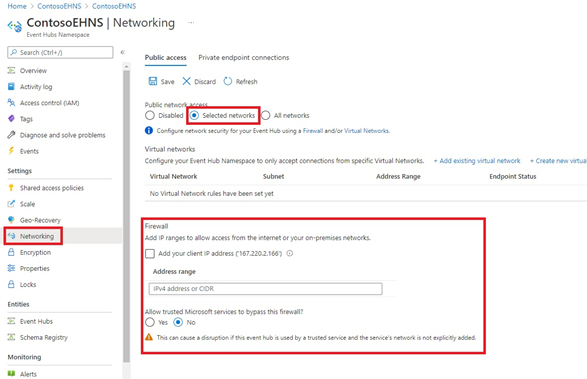 Home > ContosoEHNS > ContosoEHNS
ContosoEHNS | Networking ...
Event Hubs Namespace
Search (Ctrl+/)
«
Overview
Activity log
Access control (IAM)
Tags
Diagnose and solve problems
Events
Settings
Shared access policies
Scale
Geo-Recovery
Networking
Encryption
Properties
Locks
Entities
Event Hubs
Schema Registry
Monitoring
Alerts
Public access Private endpoint connections
Save Discard Refresh
Public network access
Disabled Selected networks All networks
Configure network security for your Event Hub using a Firewall and/or Virtual Networks.
Virtual networks
Configure your Event Hub Namespace to only accept connections from specific Virtual Networks. + Add existing virtual network + Create new virtua
Virtual Network Subnet Address Range Endpoint Status
No Virtual Network rules have been set yet
Firewall
Add IP ranges to allow access from the internet or your on-premises networks.
Add your client IP address ('167.220.2.166')
Address range
IPv4 address or CIDR
Allow trusted Microsoft services to bypass this firewall?
Yes No
This can cause a disruption if this event hub is used by a trusted service and the service's network is not explicitly added.